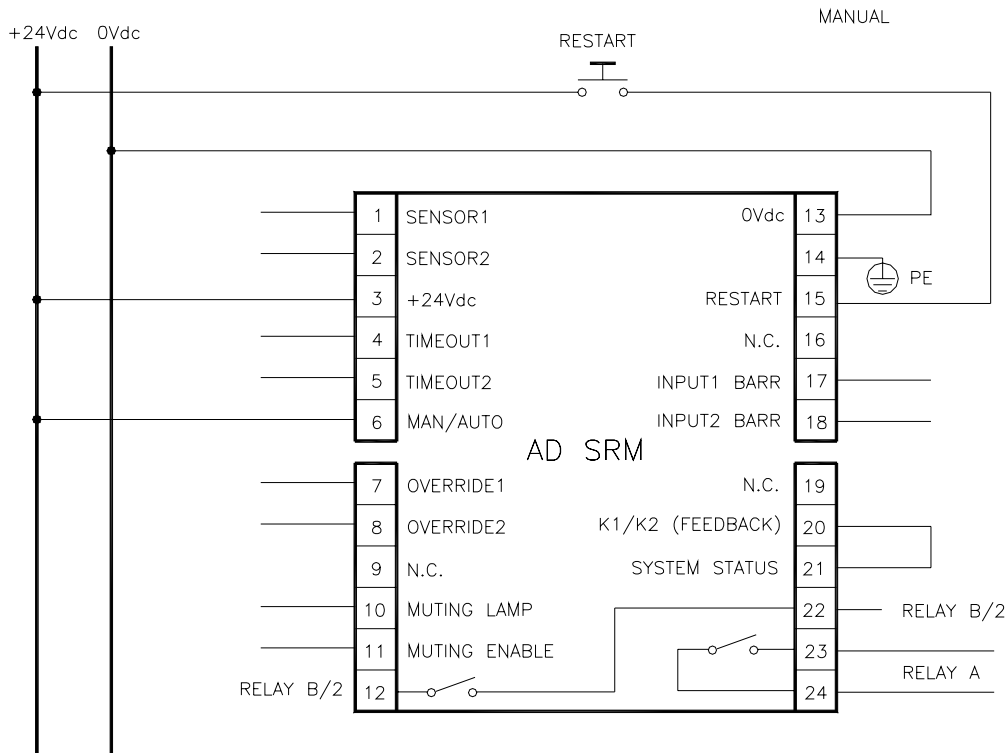 MANUAL
+24Vdc 0Vdc
RESTART
1 SENSOR1 0Vdc 13
2 SENSOR2 14
PE
3 +24Vdc RESTART 15
4 TIMEOUT1 N.C. 16
5 TIMEOUT2 INPUT1 BARR 17
6 MAN/AUTO INPUT2 BARR 18
AD SRM
7 OVERRIDE1 N.C. 19
8 OVERRIDE2 K1/K2 (FEEDBACK) 20
9 N.C. SYSTEM STATUS 21
10 MUTING LAMP 22 RELAY B/2
11 MUTING ENABLE 23
RELAY A
RELAY B/2 12 24